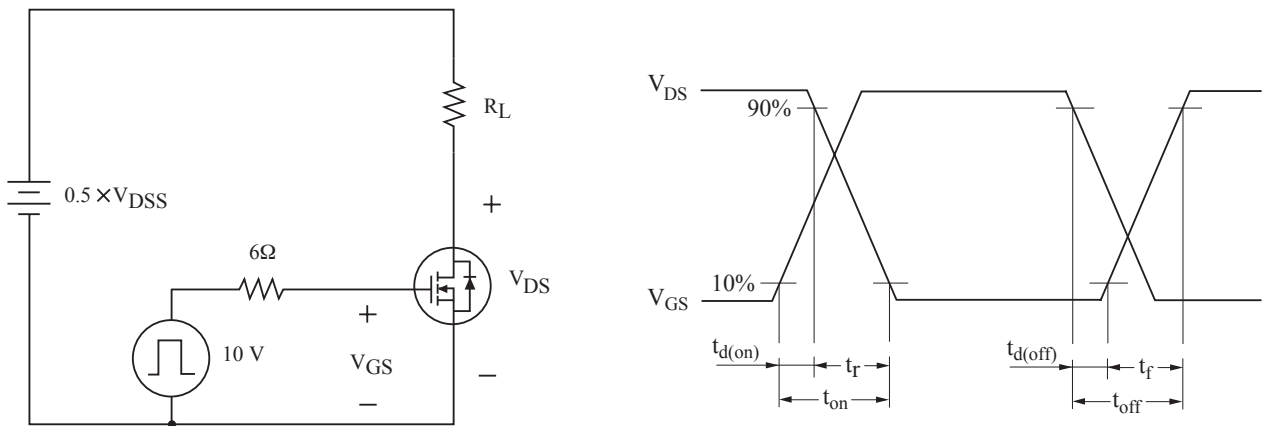 R_L
0.5 ×V_DSS
+
6Ω
V_DS
+
10 V
V_GS
−
−
V_DS
90%
10%
V_GS
t_d(on)
t_r
t_on
t_d(off)
t_f
t_off